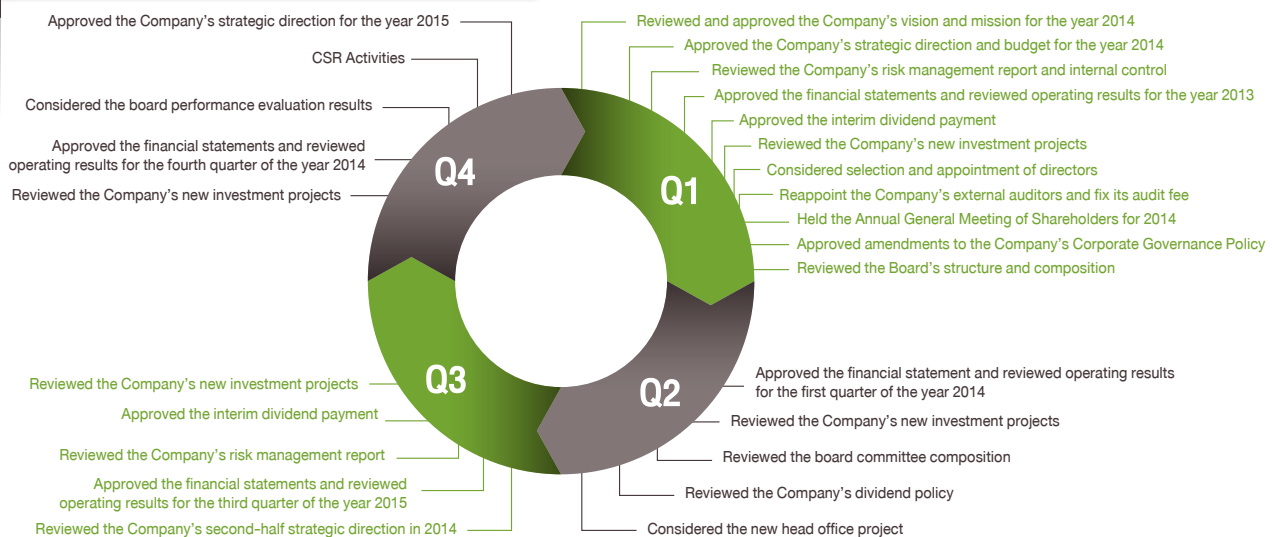 Approved the Company's strategic direction for the year 2015
CSR Activities
Considered the board performance evaluation results
Approved the financial statements and reviewed
operating results for the fourth quarter of the year 2014
Reviewed the Company's new investment projects
Q4
Reviewed and approved the Company's vision and mission for the year 2014
Approved the Company's strategic direction and budget for the year 2014
Reviewed the Company's risk management report and internal control
Approved the financial statements and reviewed operating results for the year 2013
Approved the interim dividend payment
Reviewed the Company's new investment projects
Considered selection and appointment of directors
Reappoint the Company's external auditors and fix its audit fee
Held the Annual General Meeting of Shareholders for 2014
Approved amendments to the Company's Corporate Governance Policy
Reviewed the Board's structure and composition
Q1
Q3
Reviewed the Company's new investment projects
Approved the interim dividend payment
Reviewed the Company's risk management report
Approved the financial statements and reviewed
operating results for the third quarter of the year 2015
Reviewed the Company's second-half strategic direction in 2014
Q2
Approved the financial statement and reviewed operating results
for the first quarter of the year 2014
Reviewed the Company's new investment projects
Reviewed the board committee composition
Reviewed the Company's dividend policy
Considered the new head office project